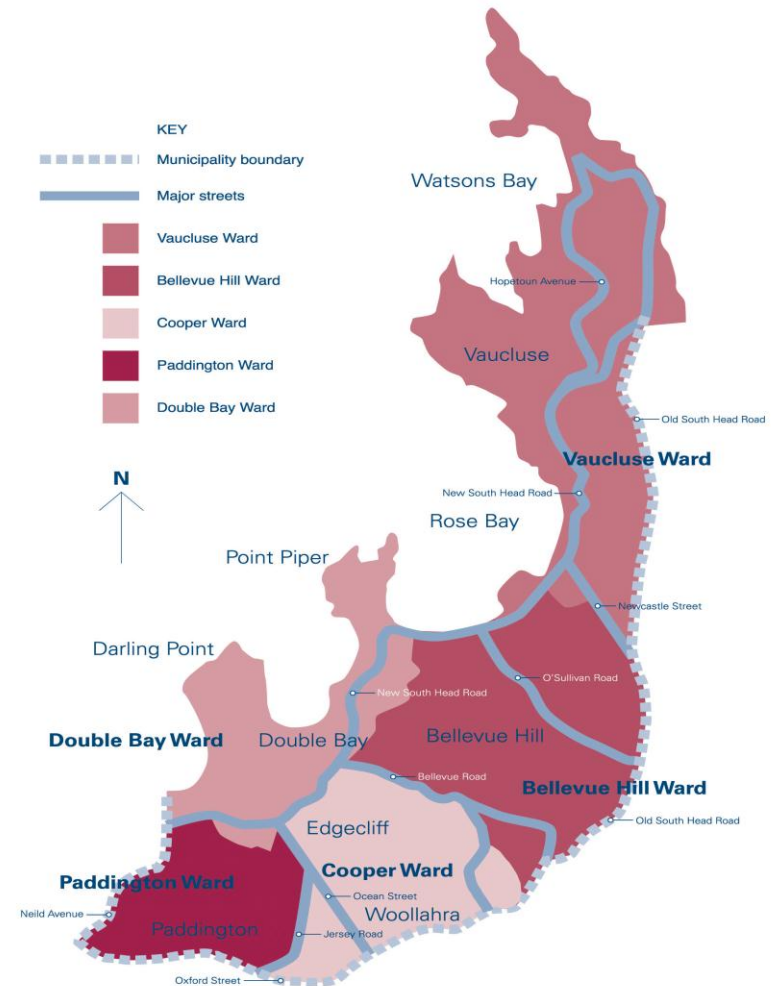 KEY
Municipality boundary
Major streets
Vaucluse Ward
Bellevue Hill Ward
Cooper Ward
Paddington Ward
Double Bay Ward
N
Watsons Bay
Hopetoun Avenue
Vaucluse
Old South Head Road
Vaucluse Ward
New South Head Road
Rose Bay
Point Piper
Newcastle Street
Darling Point
O'Sullivan Road
New South Head Road
Double Bay Ward
Double Bay
Bellevue Hill
Bellevue Road
Bellevue Hill Ward
Old South Head Road
Edgecliff
Cooper Ward
Paddington Ward
Ocean Street
Neild Avenue
Woollahra
Paddington
Jersey Road
Oxford Street